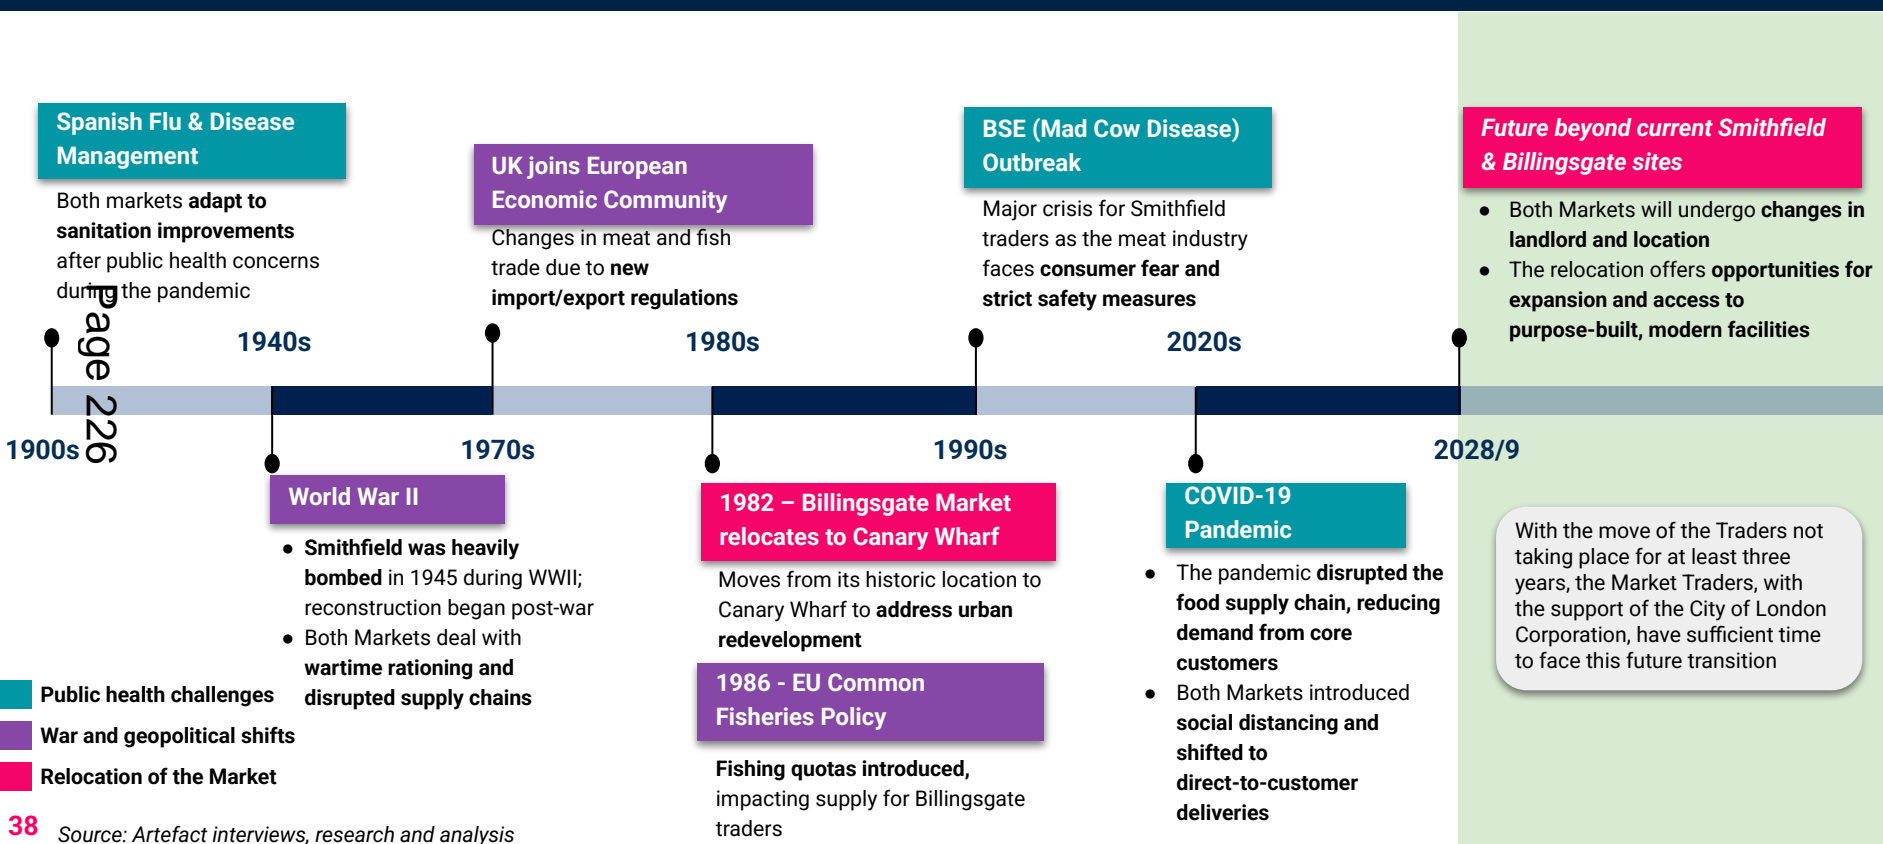 Spanish Flu & Disease
Management
Both markets adapt to
sanitation improvements
after public health concerns
during the pandemic
UK joins European
Economic Community
Changes in meat and fish
trade due to new
import/export regulations
BSE (Mad Cow Disease)
Outbreak
Major crisis for Smithfield
traders as the meat industry
faces consumer fear and
strict safety measures
Future beyond current Smithfield
& Billingsgate sites
● Both Markets will undergo changes in
landlord and location
● The relocation offers opportunities for
expansion and access to
purpose-built, modern facilities
1940s
1980s
2020s
Page 226
1900s
1970s
1990s
2028/9
World War II
● Smithfield was heavily
bombed in 1945 during WWII;
reconstruction began post-war
● Both Markets deal with
wartime rationing and
disrupted supply chains
1982 – Billingsgate Market
relocates to Canary Wharf
Moves from its historic location to
Canary Wharf to address urban
redevelopment
1986 - EU Common
Fisheries Policy
Fishing quotas introduced,
impacting supply for Billingsgate
traders
COVID-19
Pandemic
● The pandemic disrupted the
food supply chain, reducing
demand from core
customers
● Both Markets introduced
social distancing and
shifted to
direct-to-customer
deliveries
With the move of the Traders not
taking place for at least three
years, the Market Traders, with
the support of the City of London
Corporation, have sufficient time
to face this future transition
Public health challenges
War and geopolitical shifts
Relocation of the Market
38
Source: Artefact interviews, research and analysis